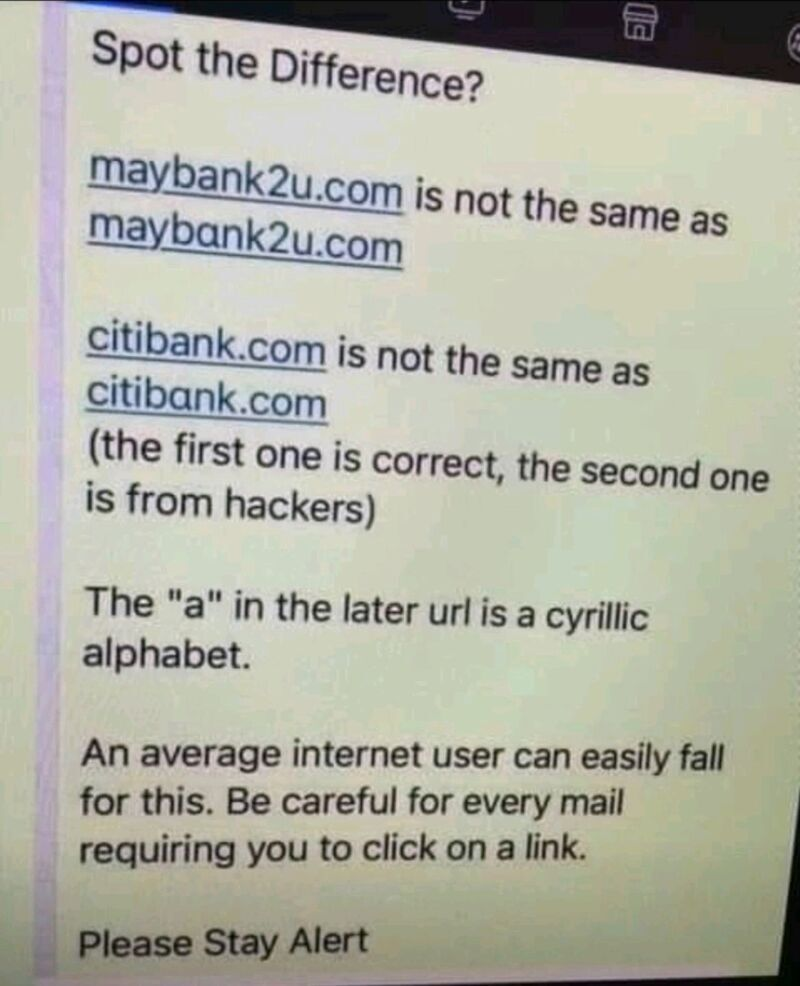 Spot the Difference?
maybank2u.com is not the same as
maybɑnk2u.com
citibank.com is not the same as
citibɑnk.com
(the first one is correct, the second one
is from hackers)
The "a" in the later url is a cyrillic
alphabet.
An average internet user can easily fall
for this. Be careful for every mail
requiring you to click on a link.
Please Stay Alert